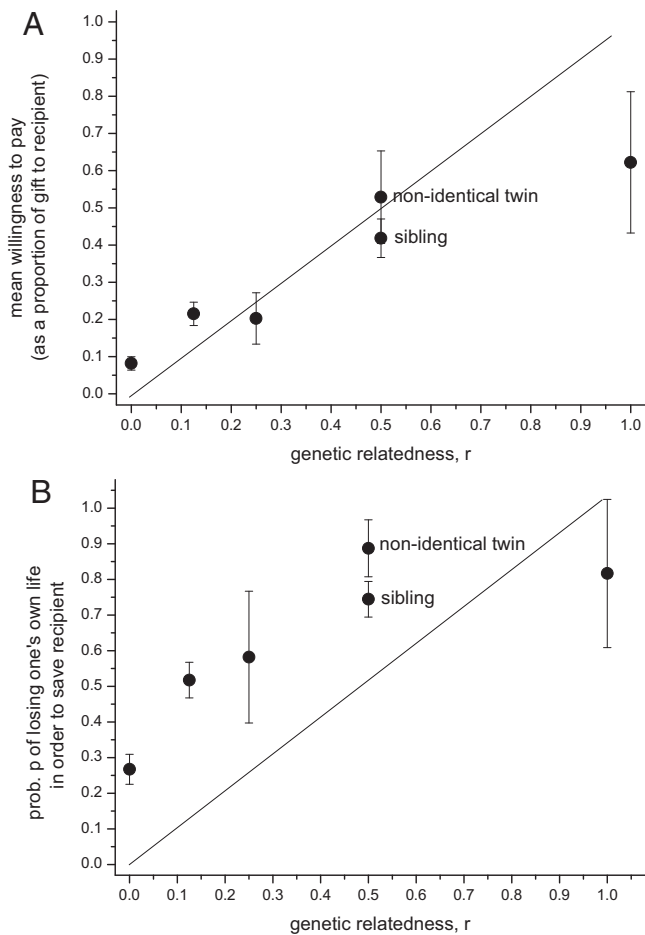 A
mean willingness to pay
(as a proportion of gift to recipient)
1.0
0.9
0.8
0.7
0.6
0.5
0.4
0.3
0.2
0.1
0.0
non-identical twin
sibling
0.0 0.1 0.2 0.3 0.4 0.5 0.6 0.7 0.8 0.9 1.0
genetic relatedness, r
B
prob. p of losing one's own life
in order to save recipient
1.0
0.9
0.8
0.7
0.6
0.5
0.4
0.3
0.2
0.1
0.0
non-identical twin
sibling
0.0 0.1 0.2 0.3 0.4 0.5 0.6 0.7 0.8 0.9 1.0
genetic relatedness, r